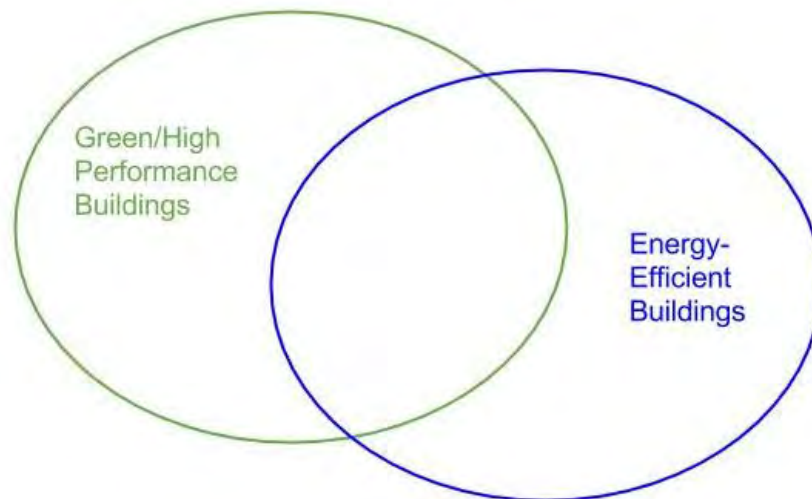 Green/High
Performance
Buildings
Energy-
Efficient
Buildings